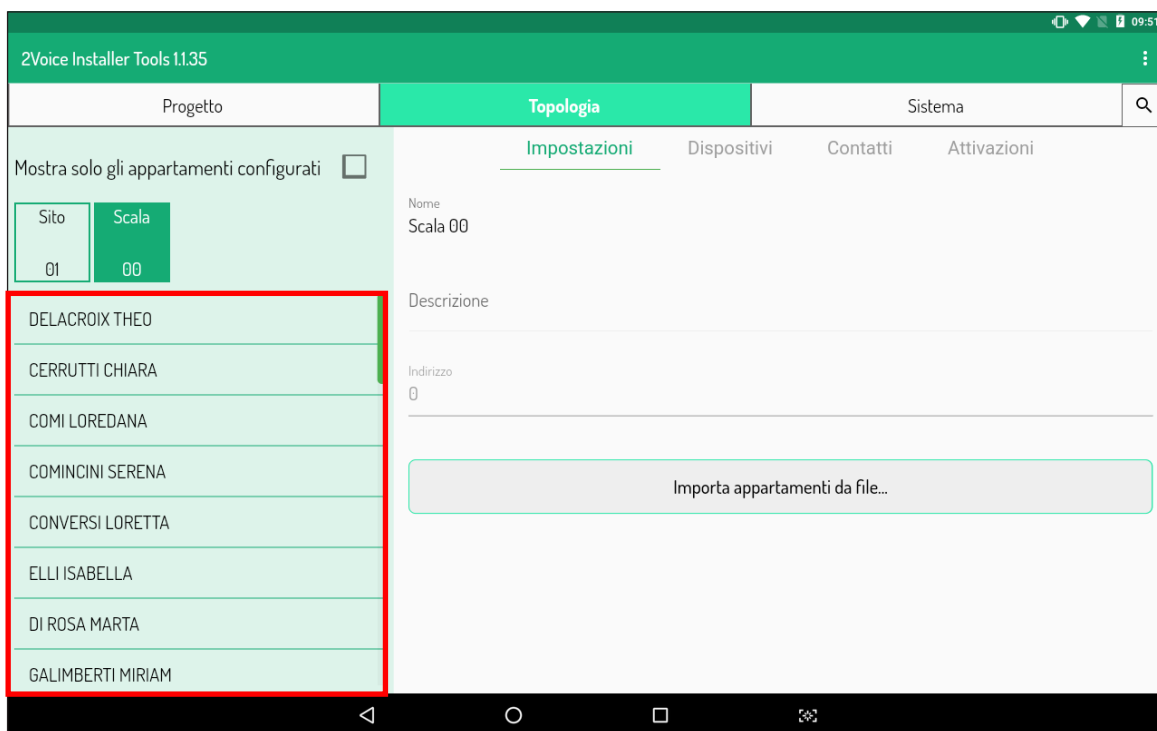 09:51
2Voice Installer Tools 1.1.35
Progetto
Topologia
Sistema
Mostra solo gli appartamenti configurati
Sito
01
Scala
00
DELACROIX THEO
CERRUTTI CHIARA
COMI LOREDANA
COMINCINI SERENA
CONVERSI LORETTA
ELLI ISABELLA
DI ROSA MARTA
GALIMBERTI MIRIAM
Impostazioni
Dispositivi
Contatti
Attivazioni
Nome
Scala 00
Descrizione
Indirizzo
0
Importa appartamenti da file...